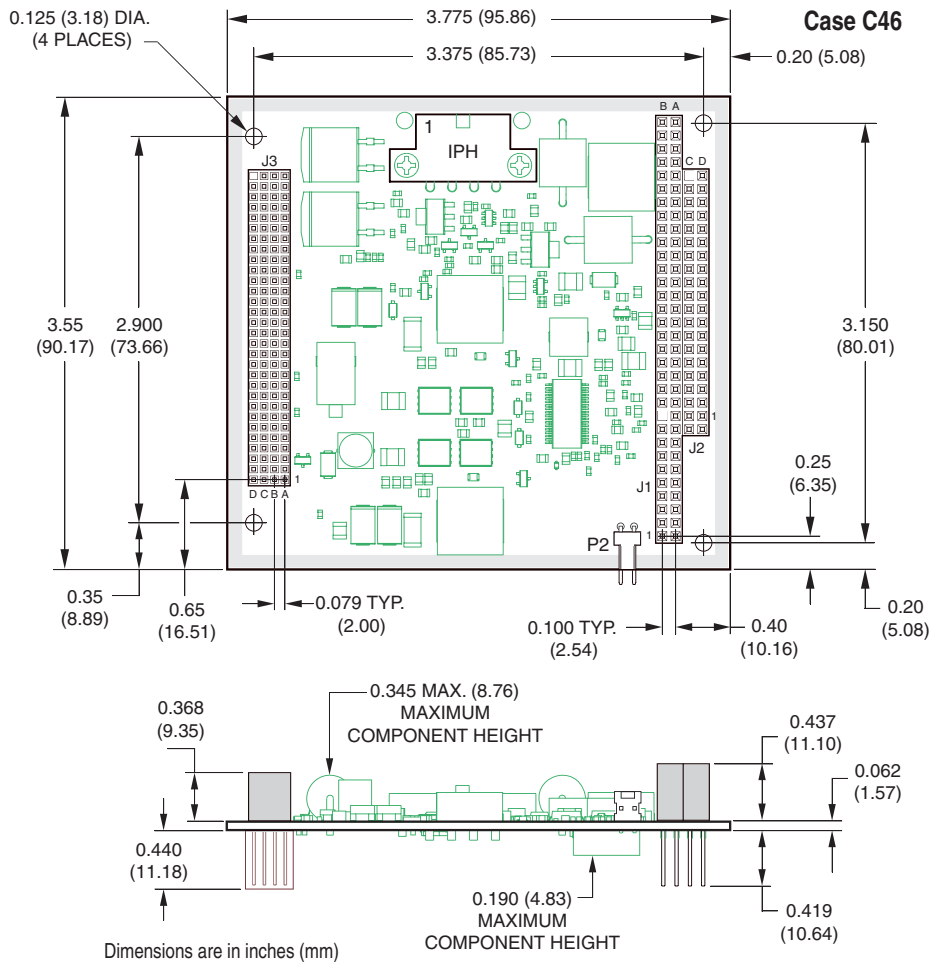 0.125 (3.18) DIA.
(4 PLACES)
3.775 (95.86)
Case C46
3.375 (85.73)
0.20 (5.08)
B A
1
IPH
J3
C D
3.55
(90.17)
2.900
(73.66)
3.150
(80.01)
1
J2
0.25
(6.35)
J1
1
D C B A
P2
1
0.35
(8.89)
0.65
(16.51)
0.079 TYP.
(2.00)
0.100 TYP.
(2.54)
0.40
(10.16)
0.20
(5.08)
0.345 MAX. (8.76)
MAXIMUM
COMPONENT HEIGHT
0.368
(9.35)
0.437
(11.10)
0.062
(1.57)
0.440
(11.18)
0.190 (4.83)
MAXIMUM
COMPONENT HEIGHT
0.419
(10.64)
Dimensions are in inches (mm)